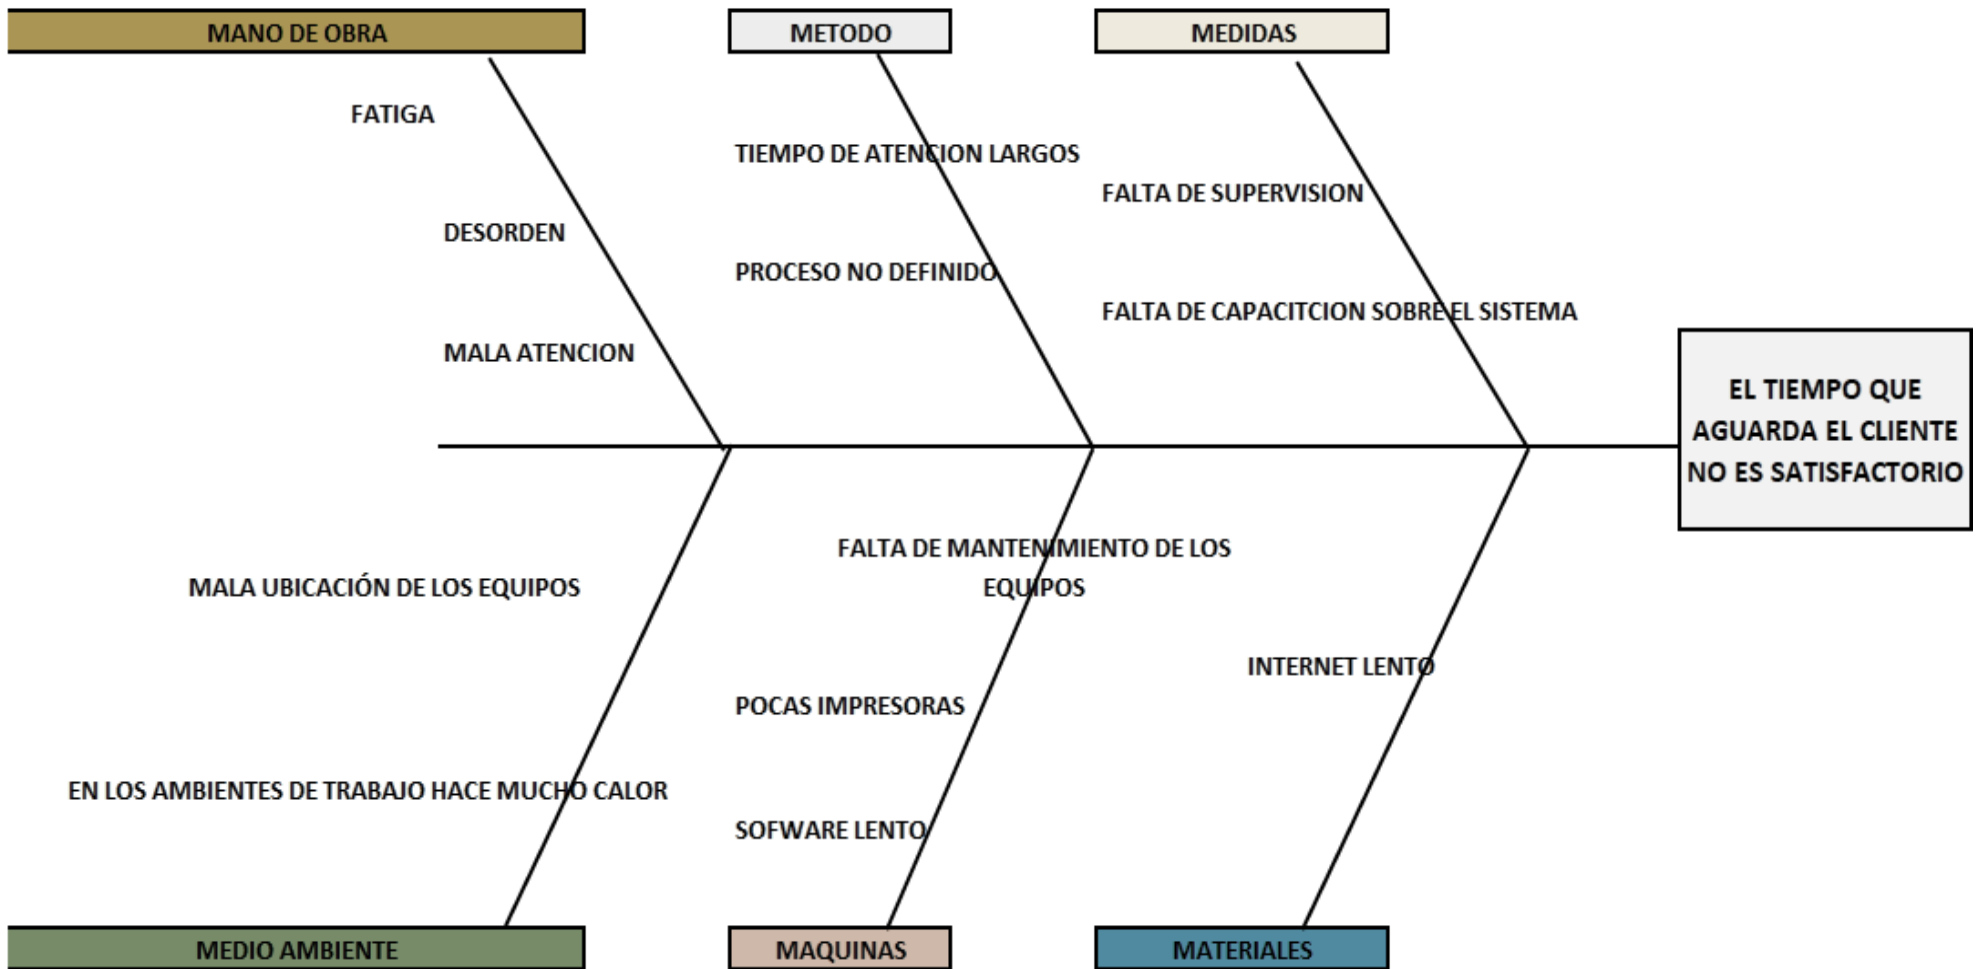 MANO DE OBRA
METODO
MEDIDAS
FATIGA
TIEMPO DE ATENCION LARGOS
FALTA DE SUPERVISION
DESORDEN
PROCESO NO DEFINIDO
FALTA DE CAPACITCION SOBRE EL SISTEMA
MALA ATENCION
EL TIEMPO QUE
AGUARDA EL CLIENTE
NO ES SATISFACTORIO
FALTA DE MANTENIMIENTO DE LOS
EQUIPOS
MALA UBICACIÓN DE LOS EQUIPOS
INTERNET LENTO
POCAS IMPRESORAS
EN LOS AMBIENTES DE TRABAJO HACE MUCHO CALOR
SOFWARE LENTO
MEDIO AMBIENTE
MAQUINAS
MATERIALES